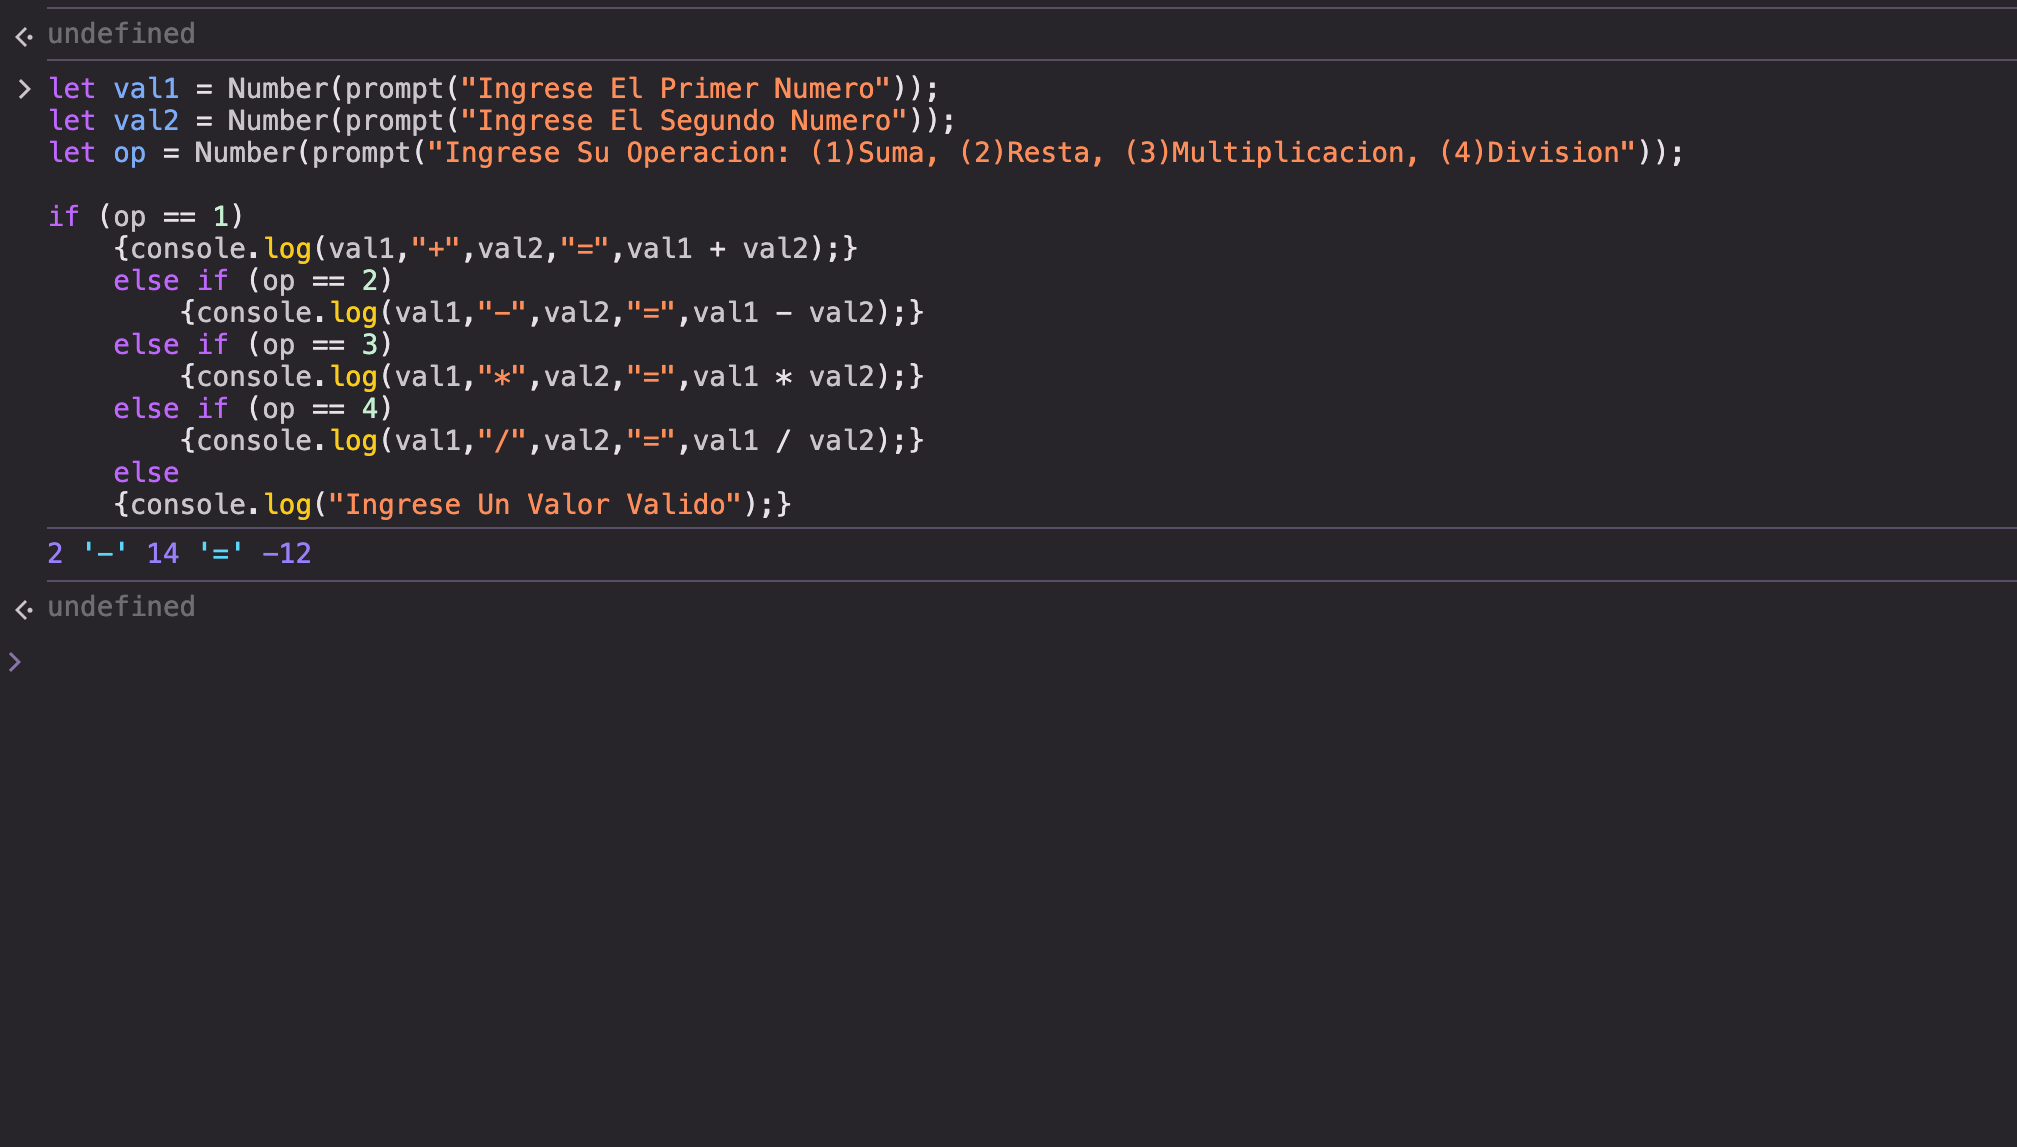 undefined
let val1 = Number(prompt("Ingrese El Primer Numero"));
let val2 = Number(prompt("Ingrese El Segundo Numero"));
let op = Number(prompt("Ingrese Su Operacion: (1)Suma, (2)Resta, (3)Multiplicacion, (4)Division"));
if (op == 1)
{console.log(val1,"+",val2,"=",val1 + val2);}
else if (op == 2)
{console.log(val1,"-",val2,"=",val1 - val2);}
else if (op == 3)
{console.log(val1,"*",val2,"=",val1 * val2);}
else if (op == 4)
{console.log(val1,"/",val2,"=",val1 / val2);}
else
{console.log("Ingrese Un Valor Valido");}
2 '-' 14 '=' -12
undefined